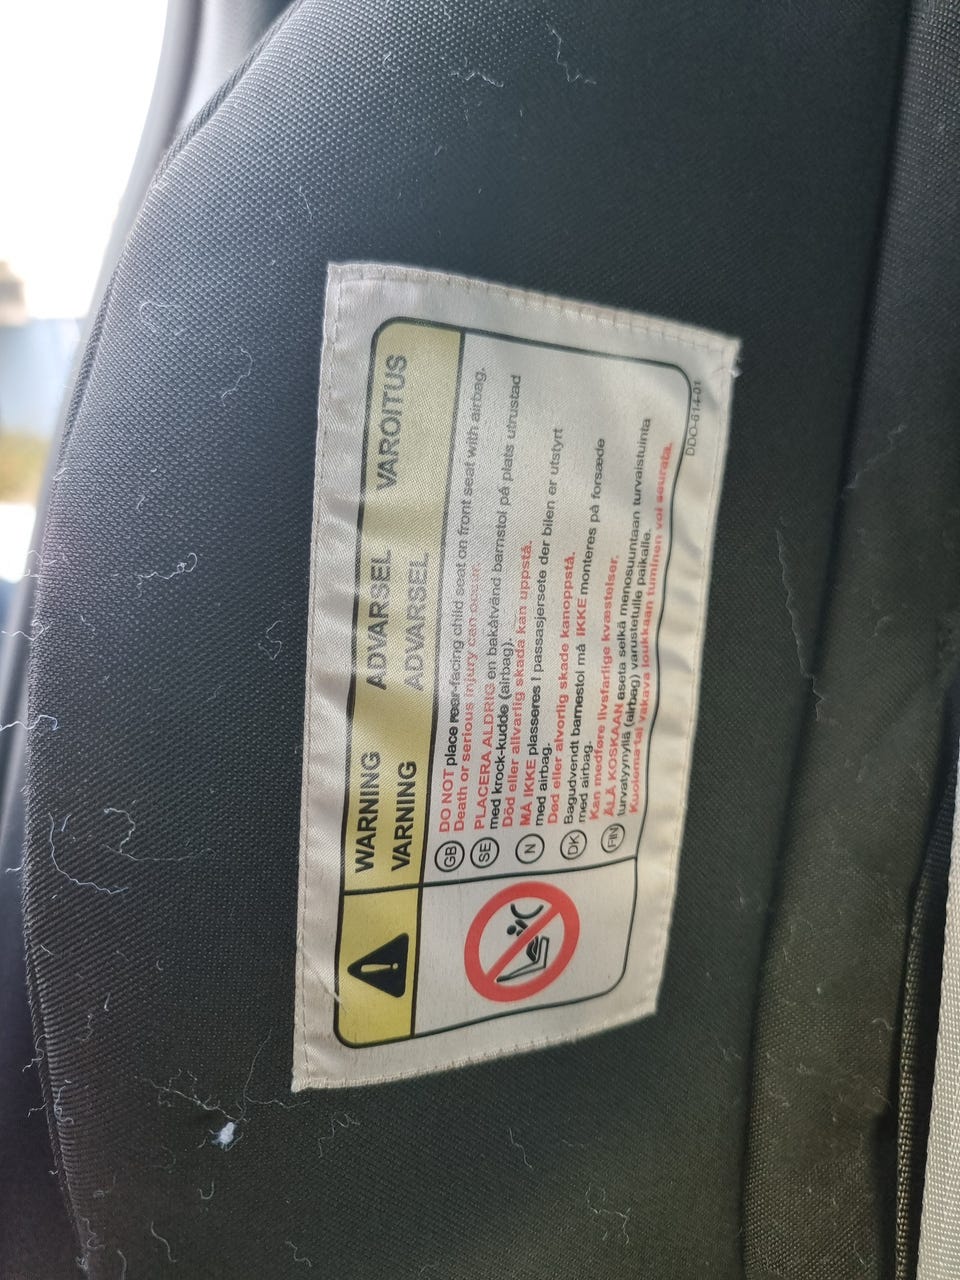 WARNING ADVARSEL VAROITUS
VARNING ADVARSEL
GB DO NOT place rear-facing child seat on front seat with airbag.
Death or serious injury can occur.
SE PLACERA ALDRIG en bakåtvänd barnstol på plats utrustad
med krock-kudde (airbag).
Död eller allvarlig skada kan uppstå.
N MÅ IKKE plasseres I passasjersete der bilen er utstyrt
med airbag.
Død eller alvorlig skade kanoppstå.
DK Bagudvendt barnestol må IKKE monteres på forsæde
med airbag.
Kan medføre livsfarlige kvæstelser.
FIN ÄLÄ KOSKAAN aseta selkä menosuuntaan turvaistuinta
turvatyynyllä (airbag) varustetulle paikalle.
Kuolema tai vakava loukkaantuminen voi seurata.
DDO-614-01